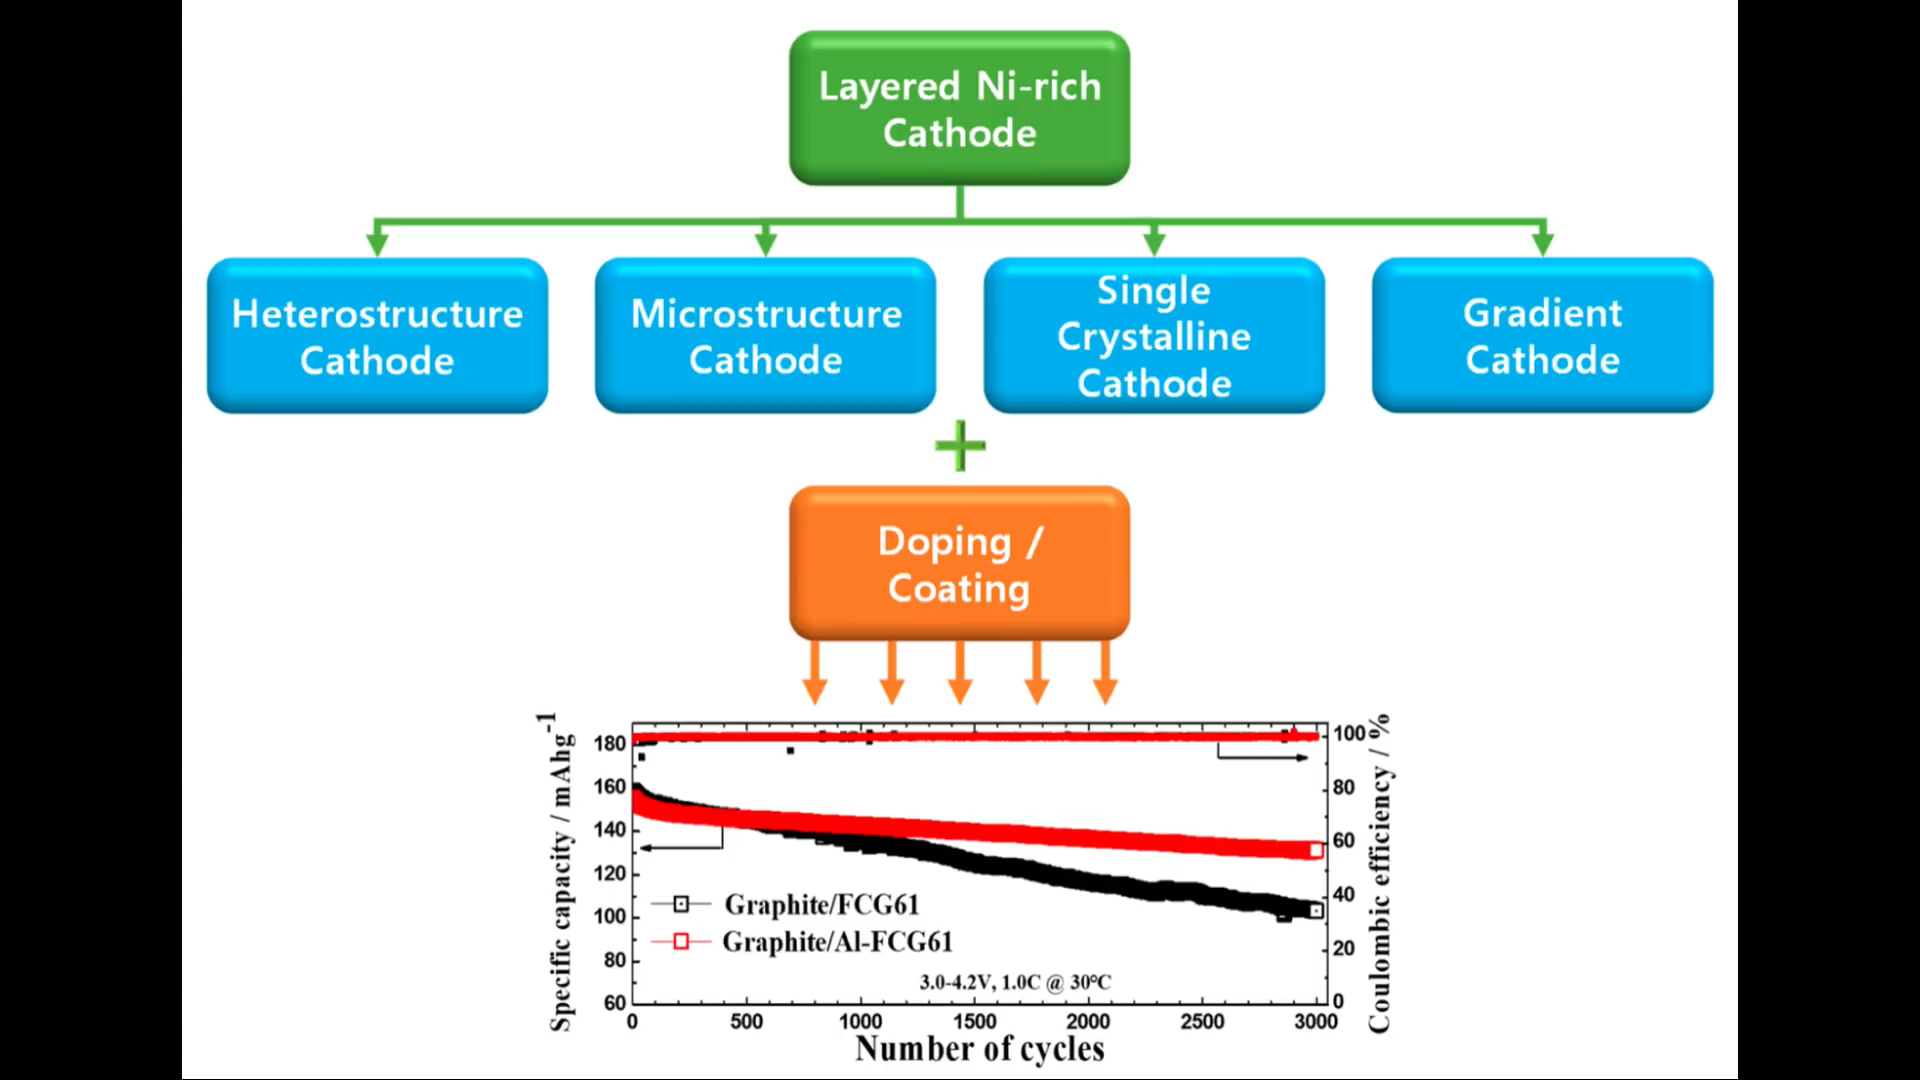 Layered Ni-rich
Cathode
Heterostructure
Cathode
Microstructure
Cathode
Single
Crystalline
Cathode
Gradient
Cathode
Doping /
Coating
Specific capacity / mAhg-1
180
160
140
120
100
80
60
100
80
60
40
20
0
Coulombic efficiency / %
Graphite/FCG61
Graphite/Al-FCG61
3.0-4.2V, 1.0C @ 30°C
0 500 1000 1500 2000 2500 3000
Number of cycles